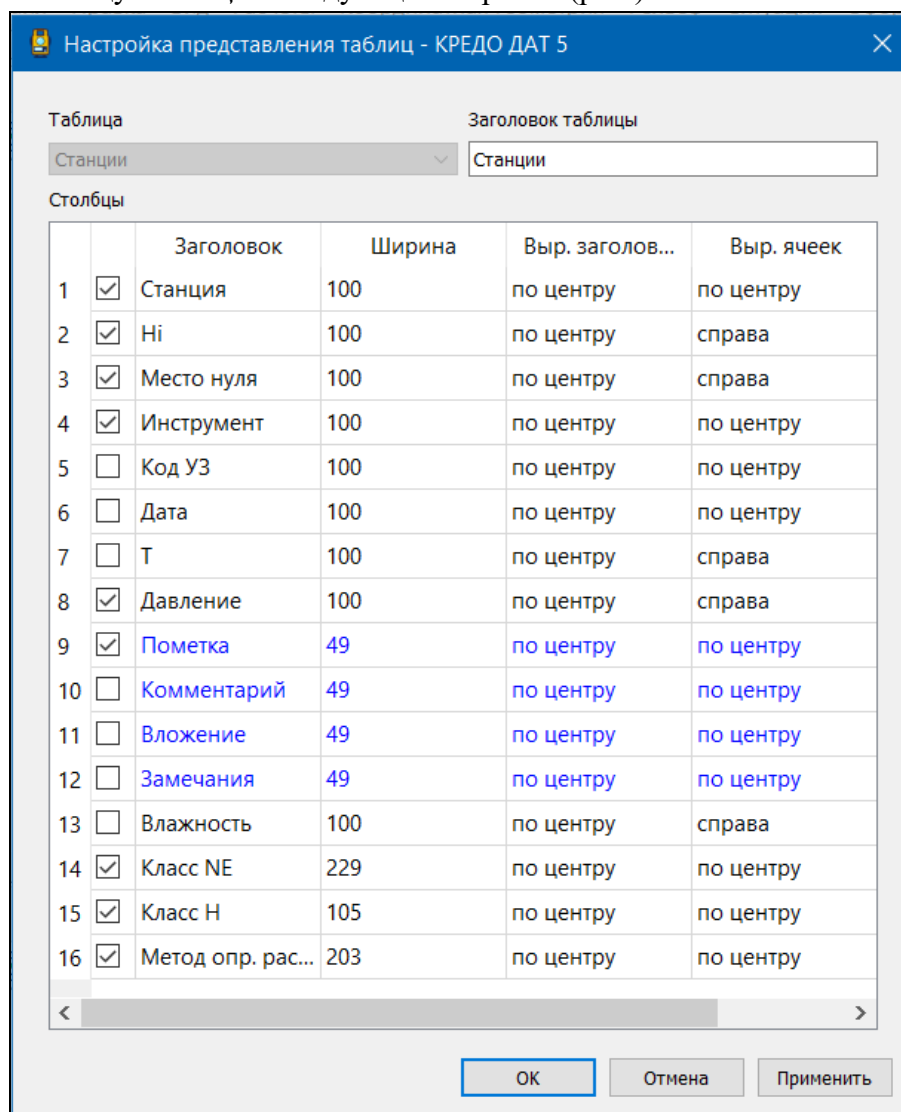 Настройка представления таблиц - КРЕДО ДАТ 5
Таблица Заголовок таблицы
Станции Станции
Столбцы
Заголовок Ширина Выр. заголов... Выр. ячеек
1 Станция 100 по центру по центру
2 Hi 100 по центру справа
3 Место нуля 100 по центру справа
4 Инструмент 100 по центру по центру
5 Код УЗ 100 по центру по центру
6 Дата 100 по центру по центру
7 Т 100 по центру справа
8 Давление 100 по центру справа
9 Пометка 49 по центру по центру
10 Комментарий 49 по центру по центру
11 Вложение 49 по центру по центру
12 Замечания 49 по центру по центру
13 Влажность 100 по центру справа
14 Класс NE 229 по центру по центру
15 Класс H 105 по центру по центру
16 Метод опр. рас... 203 по центру по центру
ОК Отмена Применить